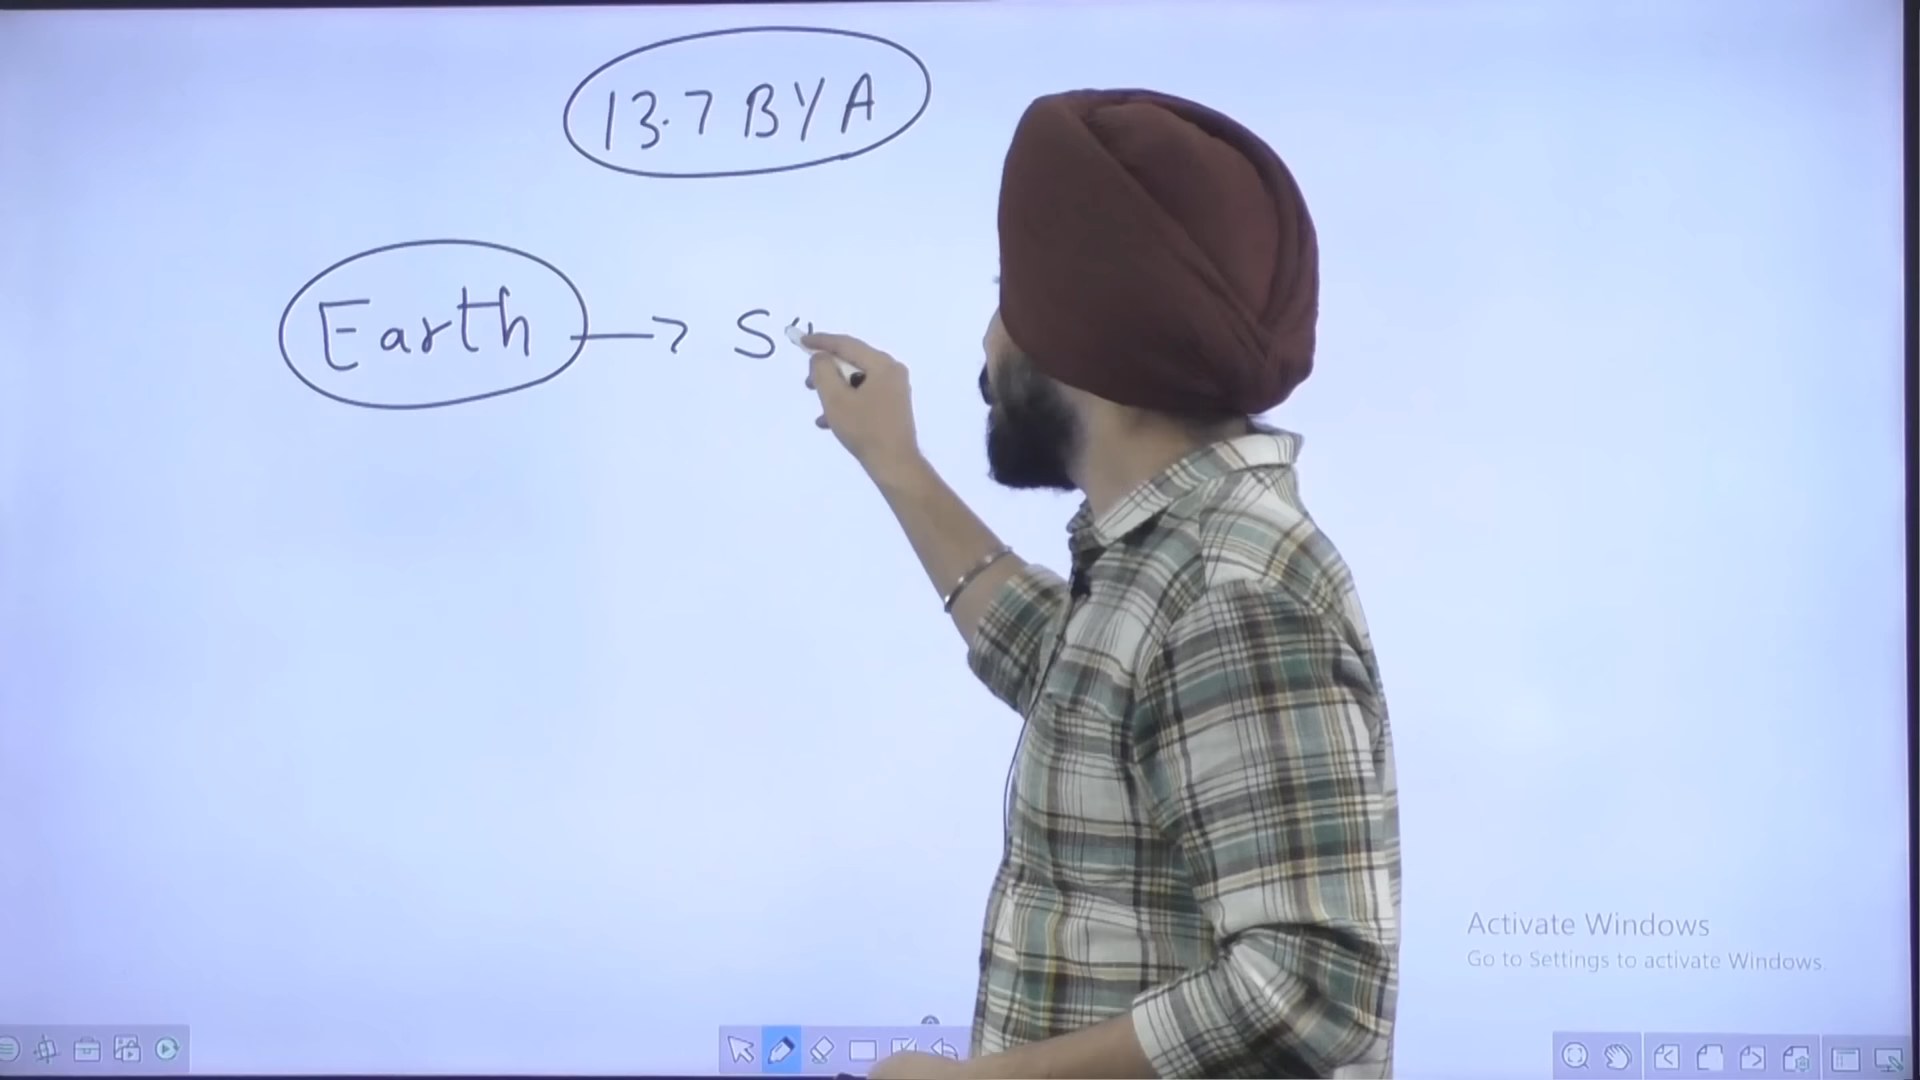 13.7 BYA
Earth → S
Activate Windows
Go to Settings to activate Windows.